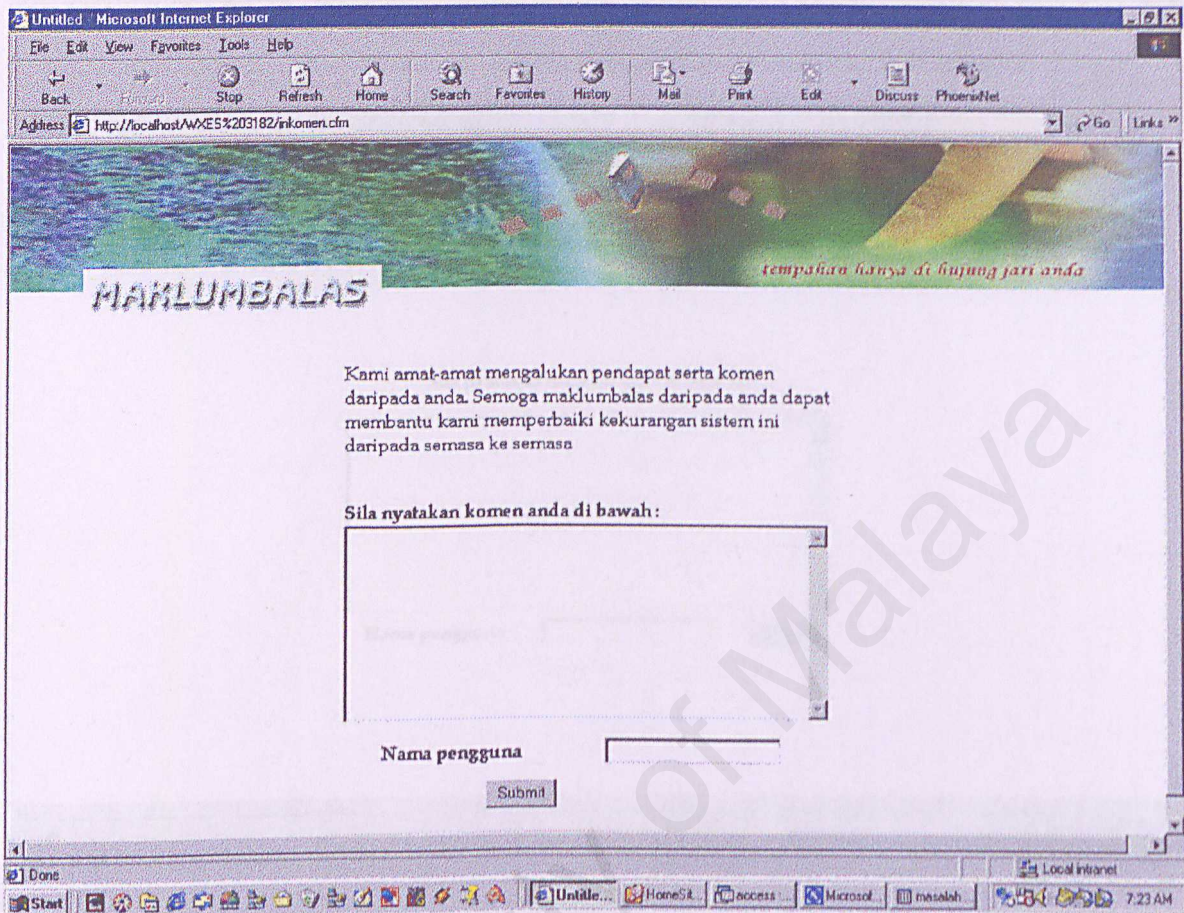 Untitled Microsoft Internet Explorer
File Edit View Favorites Tools Help
Back Forward Stop Refresh Home Search Favorites History Mail Print Edit Discuss PhoenixNet
Address http://localhost/WXES%203182/inkomen.cfm Go Links »
tempahan hanya di hujung jari anda
MAKLUMBALAS
Kami amat-amat mengalukan pendapat serta komen
daripada anda. Semoga maklumbalas daripada anda dapat
membantu kami memperbaiki kekurangan sistem ini
daripada semasa ke semasa
Sila nyatakan komen anda di bawah :
Nama pengguna
Submit
Done Local intranet
Start Untitle... HomeSit... access :... Microsof... masalah... 7:23 AM
of Malaya